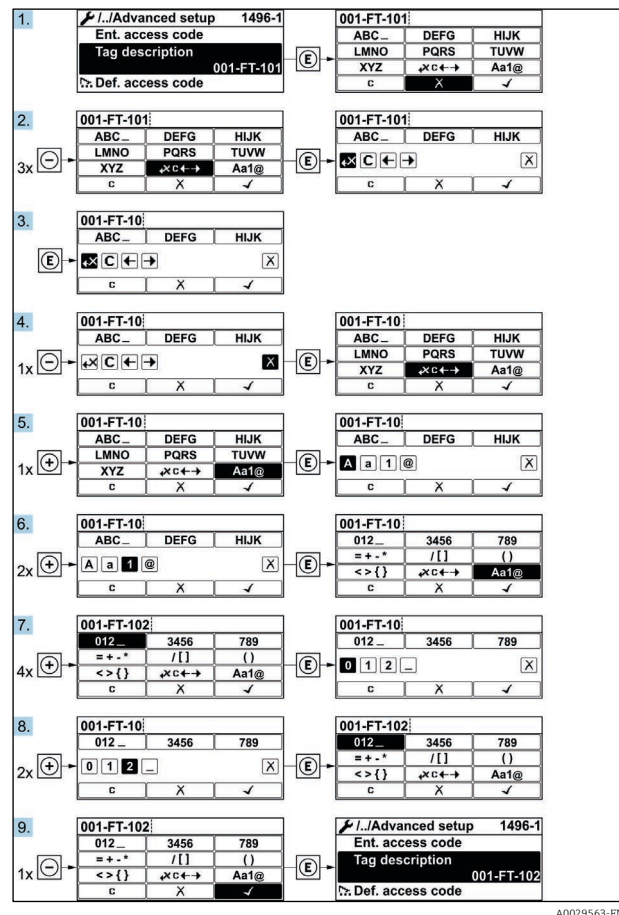 1.
/../Advanced setup 1496-1
Ent. access code
Tag description
001-FT-101
Def. access code
E
001-FT-101
ABC_ DEFG HIJK
LMNO PQRS TUVW
XYZ ↚C←→ Aa1@
C X ✓
2.
3x −
001-FT-101
ABC_ DEFG HIJK
LMNO PQRS TUVW
XYZ ↚C←→ Aa1@
C X ✓
E
001-FT-101
ABC_ DEFG HIJK
↚ C ← → X
C X ✓
3.
E
001-FT-10
ABC_ DEFG HIJK
↚ C ← → X
C X ✓
4.
1x −
001-FT-10
ABC_ DEFG HIJK
↚ C ← → X
C X ✓
E
001-FT-10
ABC_ DEFG HIJK
LMNO PQRS TUVW
XYZ ↚C←→ Aa1@
C X ✓
5.
1x +
001-FT-10
ABC_ DEFG HIJK
LMNO PQRS TUVW
XYZ ↚C←→ Aa1@
C X ✓
E
001-FT-10
ABC_ DEFG HIJK
A a 1 @ X
C X ✓
6.
2x +
001-FT-10
ABC_ DEFG HIJK
A a 1 @ X
C X ✓
E
001-FT-10
012_ 3456 789
=+-* /[] ()
<>{} ↚C←→ Aa1@
C X ✓
7.
4x +
001-FT-102
012_ 3456 789
=+-* /[] ()
<>{} ↚C←→ Aa1@
C X ✓
E
001-FT-10
012_ 3456 789
0 1 2 _ X
C X ✓
8.
2x +
001-FT-10
012_ 3456 789
0 1 2 _ X
C X ✓
E
001-FT-102
012_ 3456 789
=+-* /[] ()
<>{} ↚C←→ Aa1@
C X ✓
9.
1x −
001-FT-102
012_ 3456 789
=+-* /[] ()
<>{} ↚C←→ Aa1@
C X ✓
E
/../Advanced setup 1496-1
Ent. access code
Tag description
001-FT-102
Def. access code
A0029563-EN